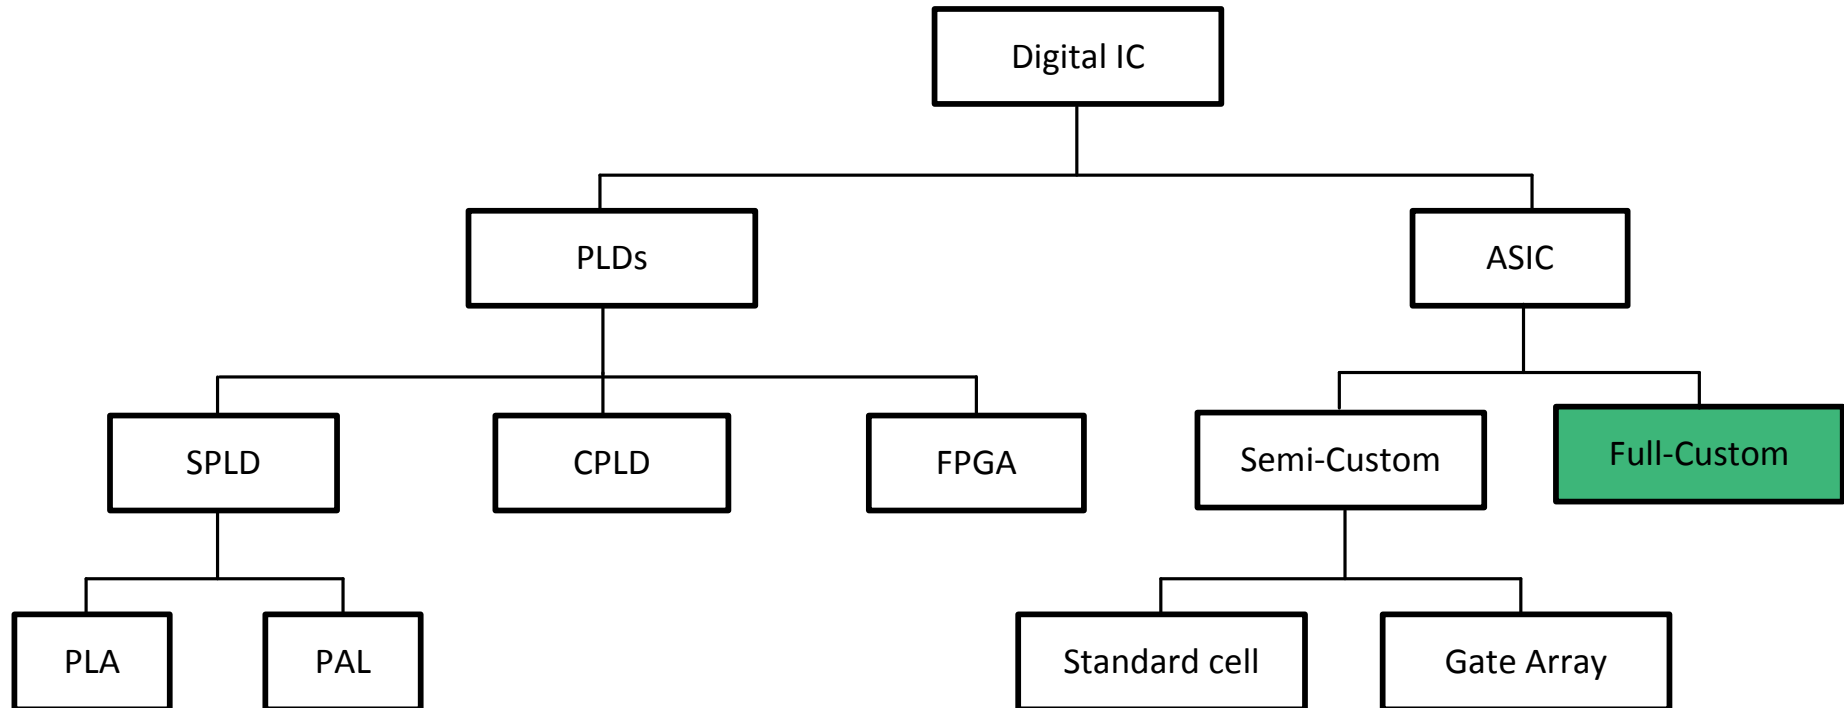 Digital IC
PLDs
ASIC
SPLD
CPLD
FPGA
Semi-Custom
Full-Custom
PLA
PAL
Standard cell
Gate Array